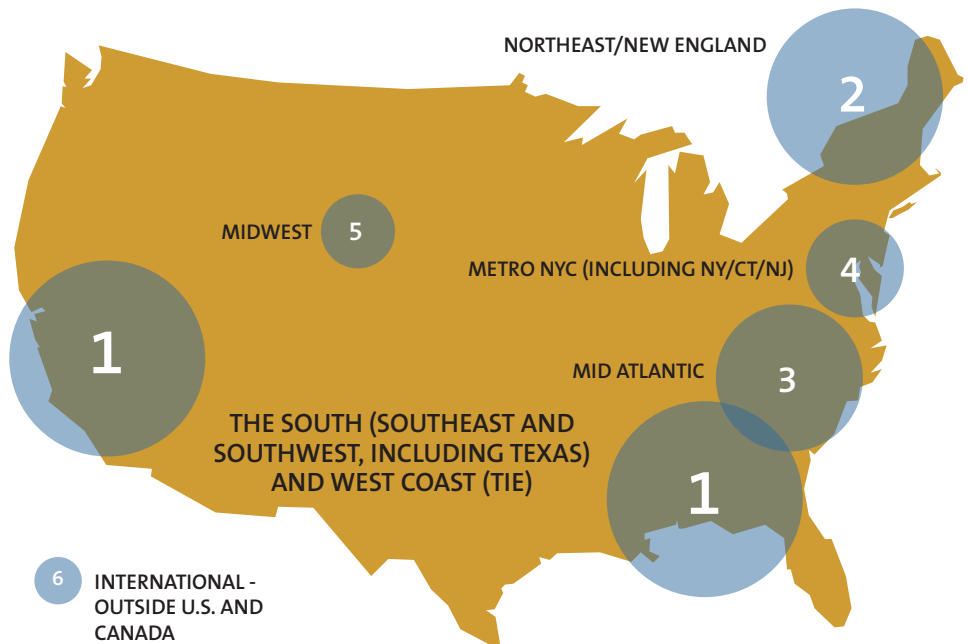 NORTHEAST/NEW ENGLAND
2
MIDWEST
5
METRO NYC (INCLUDING NY/CT/NJ)
4
1
MID ATLANTIC
3
THE SOUTH (SOUTHEAST AND
SOUTHWEST, INCLUDING TEXAS)
AND WEST COAST (TIE)
1
6
INTERNATIONAL -
OUTSIDE U.S. AND
CANADA